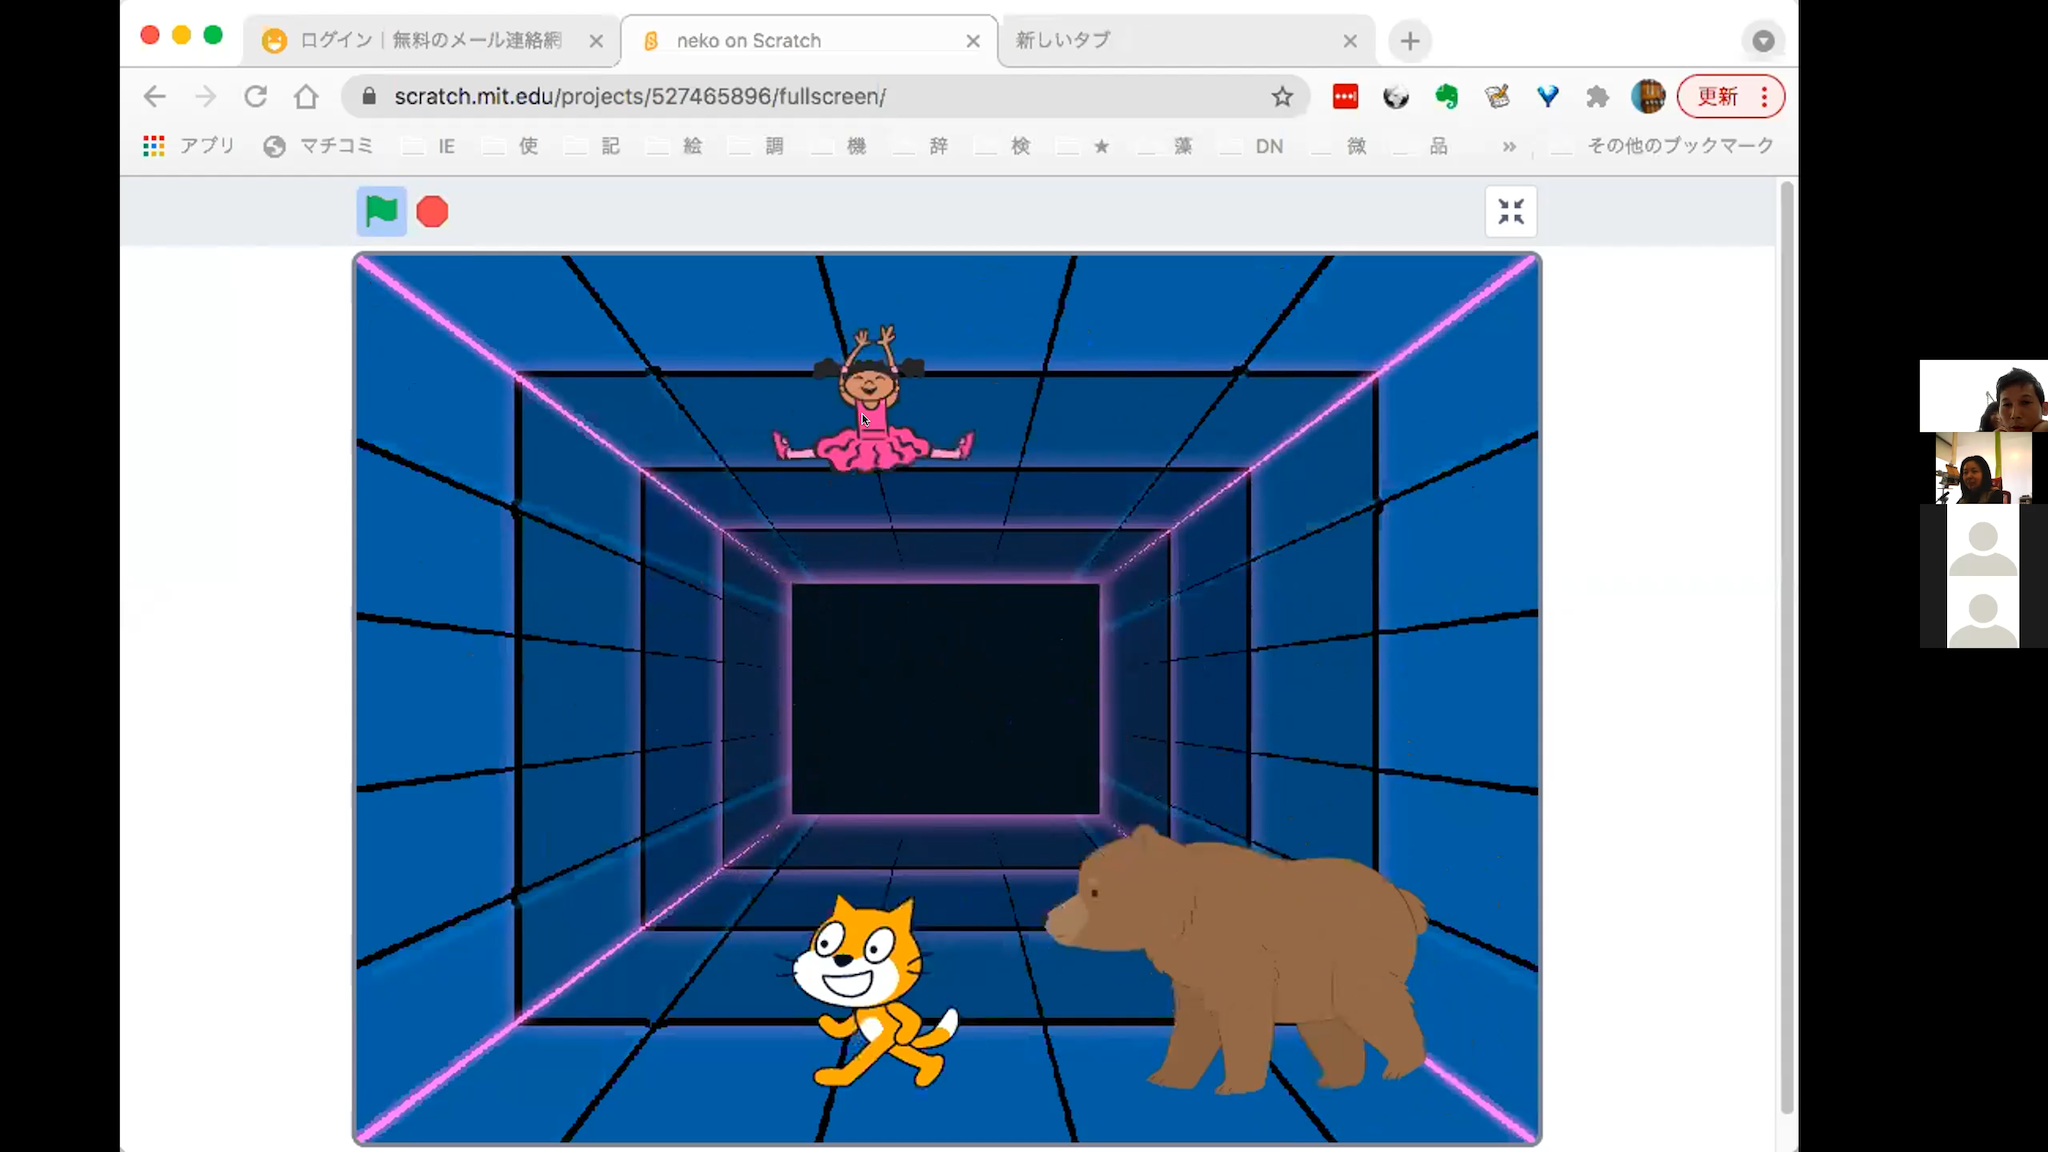 ログイン | 無料のメール連絡網
neko on Scratch
新しいタブ
scratch.mit.edu/projects/527465896/fullscreen/
更新
アプリ マチコミ IE 使 記 絵 調 機 辞 検 ★ 藻 DN 微 品 » その他のブックマーク